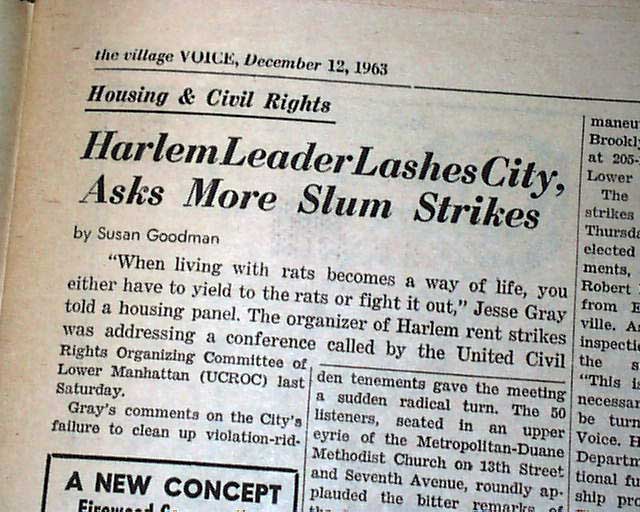 the village VOICE, December 12, 1963
Housing & Civil Rights
Harlem Leader Lashes City,
Asks More Slum Strikes
by Susan Goodman
"When living with rats becomes a way of life, you
either have to yield to the rats or fight it out," Jesse Gray
told a housing panel. The organizer of Harlem rent strikes
was addressing a conference called by the United Civil
Rights Organizing Committee of
Lower Manhattan (UCROC) last
Saturday.
Gray's comments on the City's
failure to clean up violation-rid-
den tenements gave the meeting
a sudden radical turn. The 50
listeners, seated in an upper
eyrie of the Metropolitan-Duane
Methodist Church on 13th Street
and Seventh Avenue, roundly ap-
plauded the bitter remarks of
A NEW CONCEPT
maneu
Brookly
at 205-
Lower
The
strikes
Thursda
elected
ments,
Robert
from E
ville. A
inspecti
the s
"This i
necessar
be turn
Voice. H
Departm
tional fu
ship pro